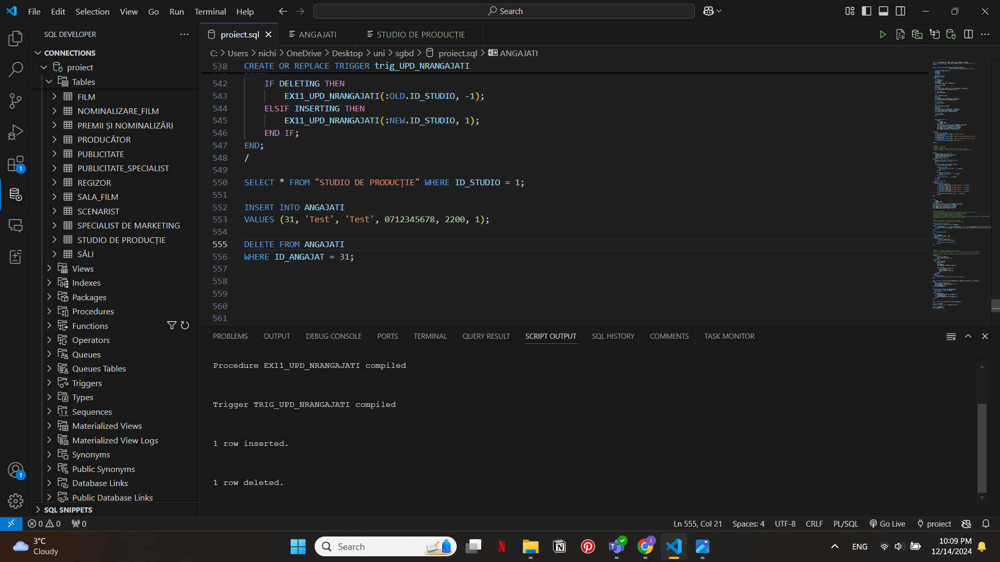 File Edit Selection View Go Run Terminal Help
Search
SQL DEVELOPER
CONNECTIONS
proiect
Tables
FILM
NOMINALIZARE_FILM
PREMII ȘI NOMINALIZĂRI
PRODUCĂTOR
PUBLICITATE
PUBLICITATE_SPECIALIST
REGIZOR
SALA_FILM
SCENARIST
SPECIALIST DE MARKETING
STUDIO DE PRODUCȚIE
SĂLI
Views
Indexes
Packages
Procedures
Functions
Operators
Queues
Queues Tables
Triggers
Types
Sequences
Materialized Views
Materialized View Logs
Synonyms
Public Synonyms
Database Links
Public Database Links
SQL SNIPPETS
1
1
proiect.sql
ANGAJATI
STUDIO DE PRODUCȚIE
C: > Users > nichi > OneDrive > Desktop > uni > sgbd > proiect.sql > ANGAJATI
538 CREATE OR REPLACE TRIGGER trig_UPD_NRANGAJATI
542 IF DELETING THEN
543 EX11_UPD_NRANGAJATI(:OLD.ID_STUDIO, -1);
544 ELSIF INSERTING THEN
545 EX11_UPD_NRANGAJATI(:NEW.ID_STUDIO, 1);
546 END IF;
547 END;
548 /
549
550 SELECT * FROM "STUDIO DE PRODUCȚIE" WHERE ID_STUDIO = 1;
551
552 INSERT INTO ANGAJATI
553 VALUES (31, 'Test', 'Test', 0712345678, 2200, 1);
554
555 DELETE FROM ANGAJATI
556 WHERE ID_ANGAJAT = 31;
557
558
559
560
561
PROBLEMS OUTPUT DEBUG CONSOLE PORTS TERMINAL QUERY RESULT SCRIPT OUTPUT SQL HISTORY COMMENTS TASK MONITOR
Procedure EX11_UPD_NRANGAJATI compiled
Trigger TRIG_UPD_NRANGAJATI compiled
1 row inserted.
1 row deleted.
0 0 0
Ln 555, Col 21 Spaces: 4 UTF-8 CRLF PL/SQL Go Live proiect
3°C
Cloudy
Search
ENG
10:09 PM
12/14/2024